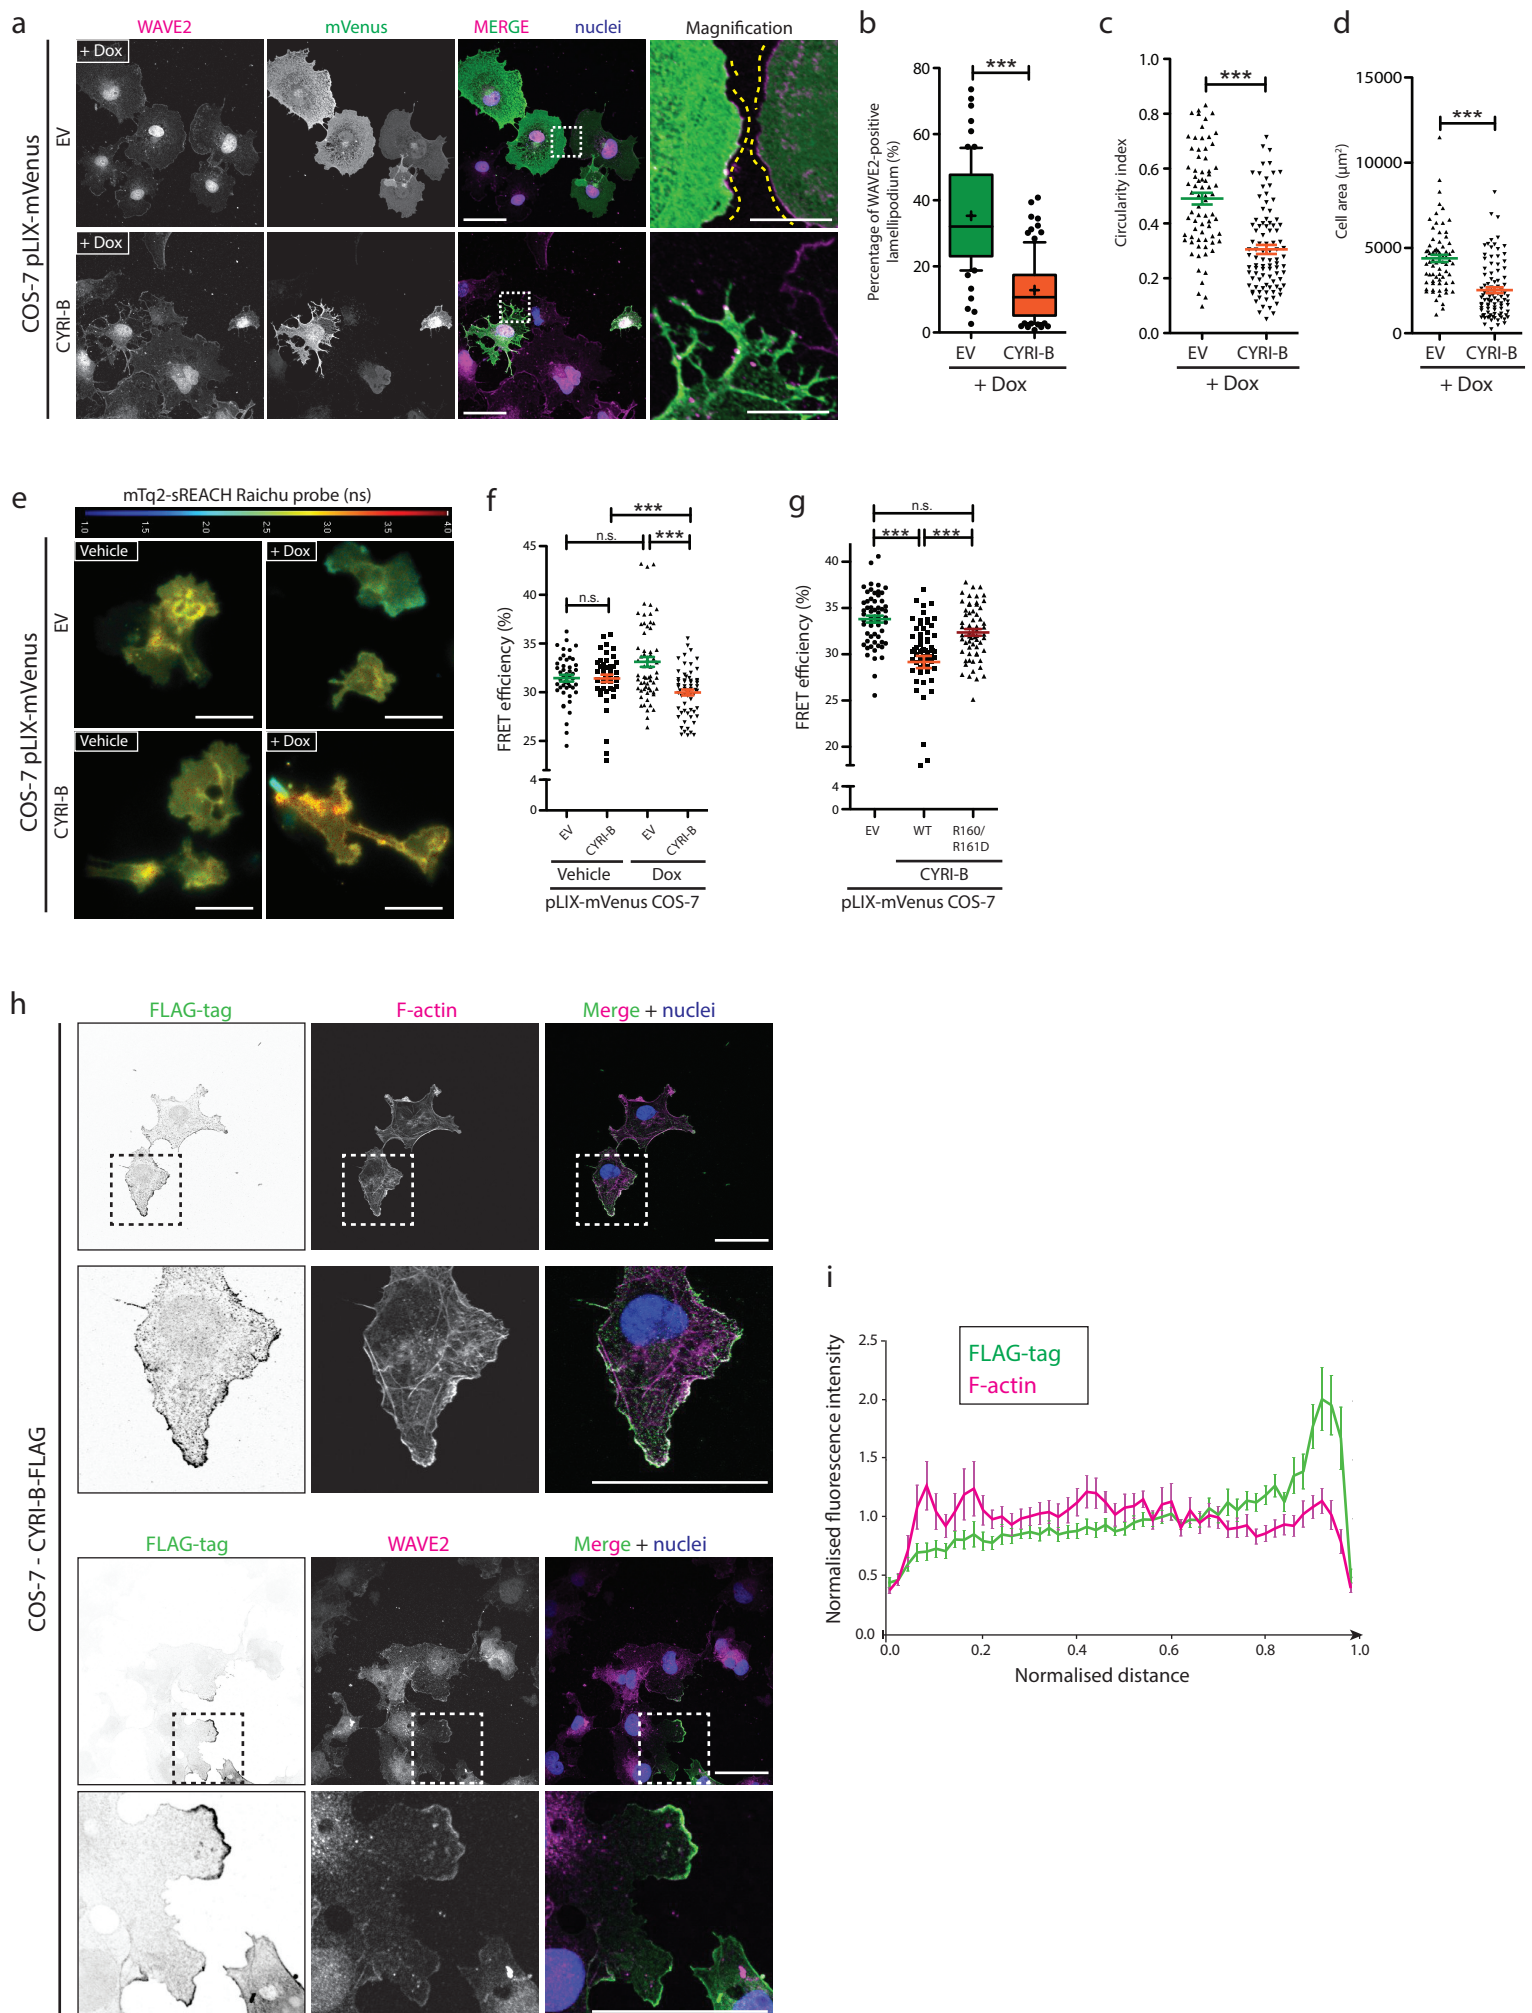 a
WAVE2 mVenus MERGE nuclei Magnification
COS-7 pLIX-mVenus
EV
CYRI-B
+ Dox
+ Dox
b
Percentage of WAVE2-positive
lamellipodium (%)
80
60
40
20
0
***
EV CYRI-B
+ Dox
c
Circularity index
1.0
0.8
0.6
0.4
0.2
0.0
***
EV CYRI-B
+ Dox
d
Cell area (µm²)
15000
10000
5000
0
***
EV CYRI-B
+ Dox
e
mTq2-sREACH Raichu probe (ns)
1.0 1.5 2.0 2.5 3.0 3.5 4.0
COS-7 pLIX-mVenus
EV
CYRI-B
Vehicle
+ Dox
Vehicle
+ Dox
f
FRET efficiency (%)
45
40
35
30
25
4
0
***
n.s. ***
n.s.
EV CYRI-B EV CYRI-B
Vehicle Dox
pLIX-mVenus COS-7
g
FRET efficiency (%)
40
35
30
25
20
4
0
n.s.
*** ***
EV WT R160/
R161D
CYRI-B
pLIX-mVenus COS-7
h
COS-7 - CYRI-B-FLAG
FLAG-tag F-actin Merge + nuclei
FLAG-tag WAVE2 Merge + nuclei
i
Normalised fluorescence intensity
2.5
2.0
1.5
1.0
0.5
0.0
FLAG-tag
F-actin
0.0 0.2 0.4 0.6 0.8 1.0
Normalised distance